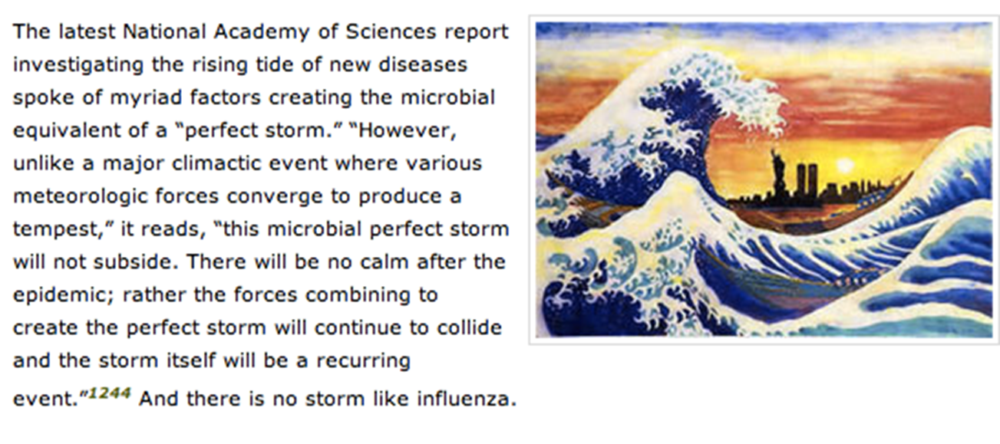 The latest National Academy of Sciences report
investigating the rising tide of new diseases
spoke of myriad factors creating the microbial
equivalent of a “perfect storm.” “However,
unlike a major climactic event where various
meteorologic forces converge to produce a
tempest,” it reads, “this microbial perfect storm
will not subside. There will be no calm after the
epidemic; rather the forces combining to
create the perfect storm will continue to collide
and the storm itself will be a recurring
event.”1244 And there is no storm like influenza.